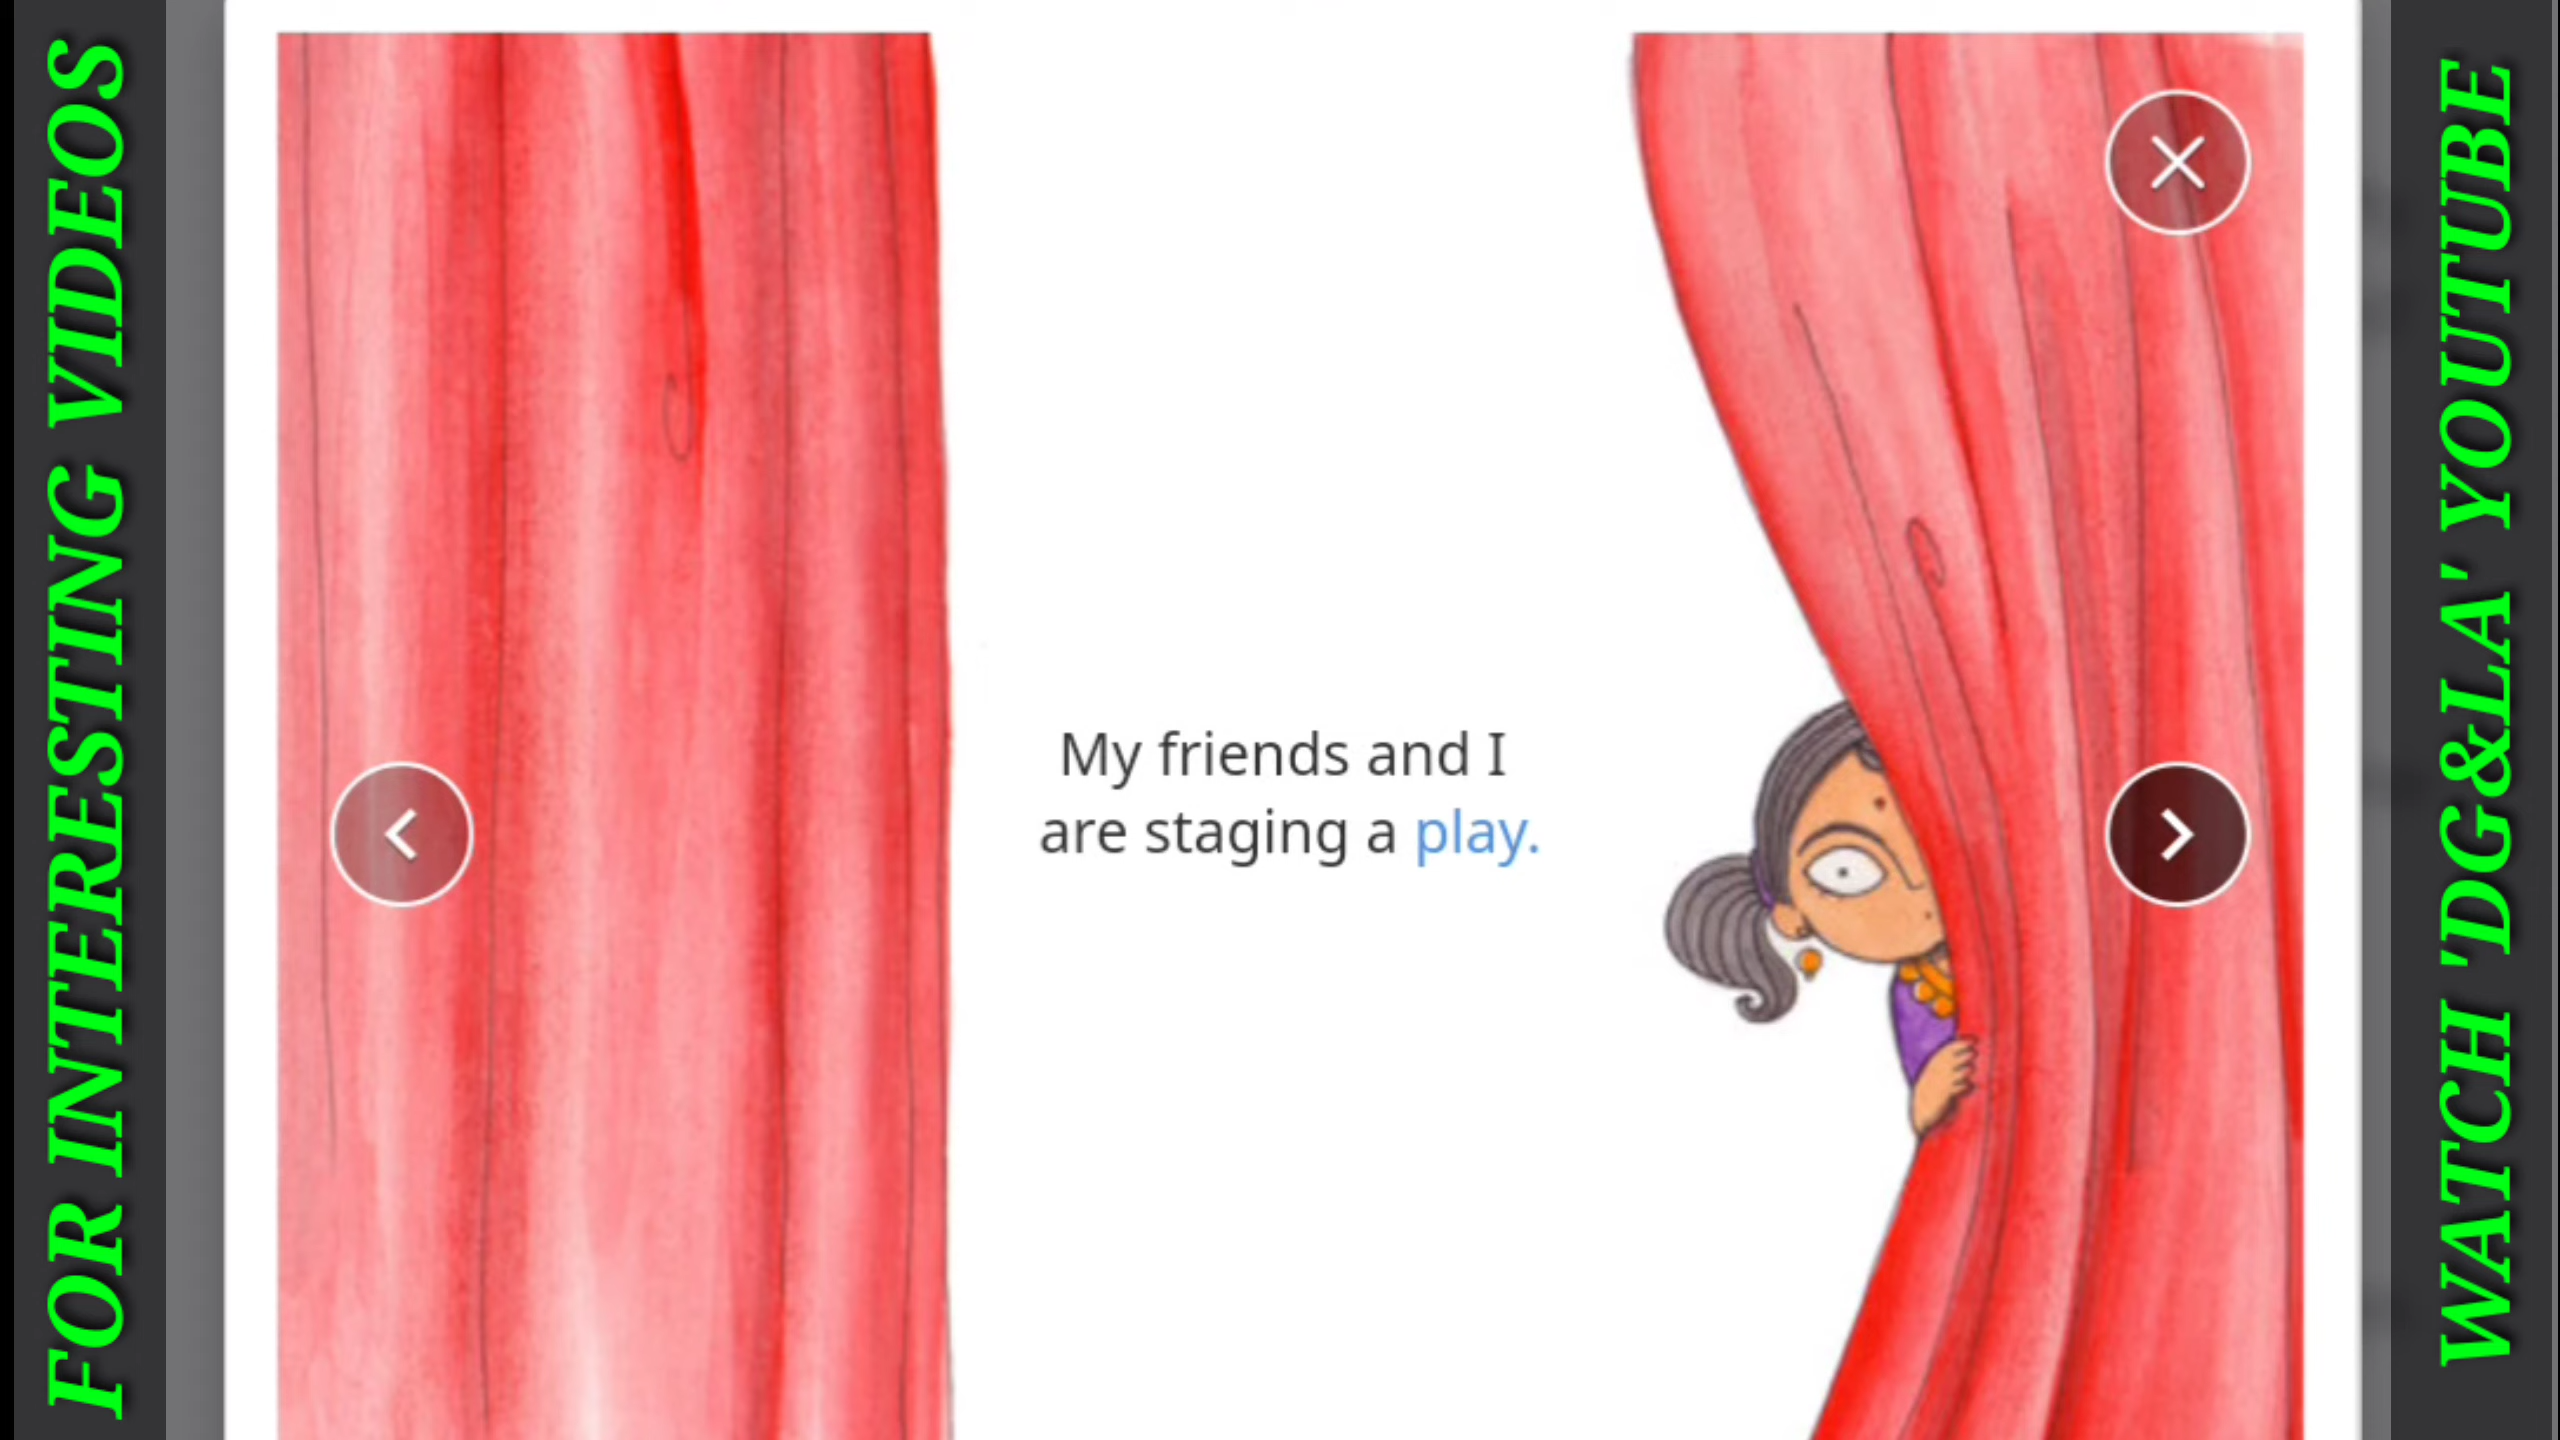 FOR INTERESTING VIDEOS
My friends and I
are staging a play.
WATCH 'DG&LA' YOUTUBE